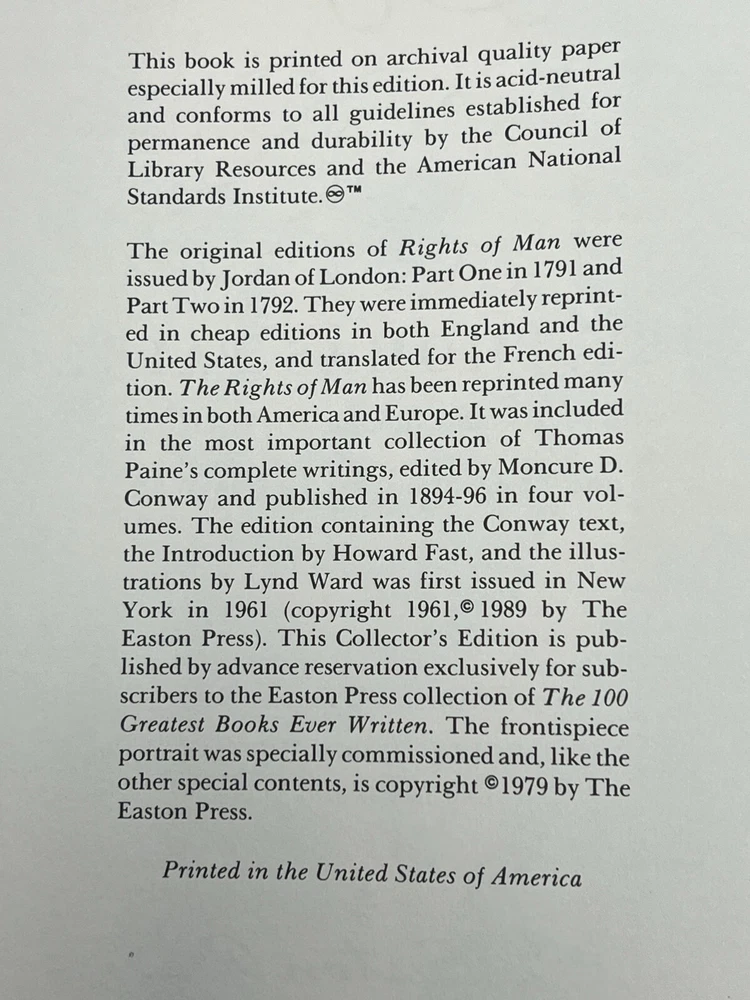 This book is printed on archival quality paper
especially milled for this edition. It is acid-neutral
and conforms to all guidelines established for
permanence and durability by the Council of
Library Resources and the American National
Standards Institute.♾™
The original editions of Rights of Man were
issued by Jordan of London: Part One in 1791 and
Part Two in 1792. They were immediately reprint-
ed in cheap editions in both England and the
United States, and translated for the French edi-
tion. The Rights of Man has been reprinted many
times in both America and Europe. It was included
in the most important collection of Thomas
Paine's complete writings, edited by Moncure D.
Conway and published in 1894-96 in four vol-
umes. The edition containing the Conway text,
the Introduction by Howard Fast, and the illus-
trations by Lynd Ward was first issued in New
York in 1961 (copyright 1961,© 1989 by The
Easton Press). This Collector's Edition is pub-
lished by advance reservation exclusively for sub-
scribers to the Easton Press collection of The 100
Greatest Books Ever Written. The frontispiece
portrait was specially commissioned and, like the
other special contents, is copyright ©1979 by The
Easton Press.
Printed in the United States of America